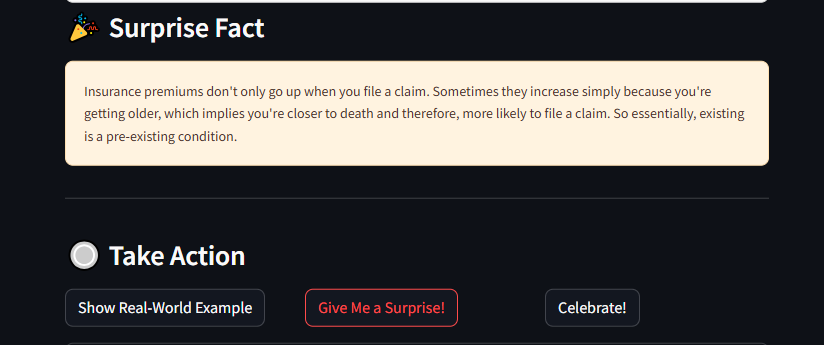 Surprise Fact
Insurance premiums don't only go up when you file a claim. Sometimes they increase simply because you're
getting older, which implies you're closer to death and therefore, more likely to file a claim. So essentially, existing
is a pre-existing condition.
Take Action
Show Real-World Example
Give Me a Surprise!
Celebrate!